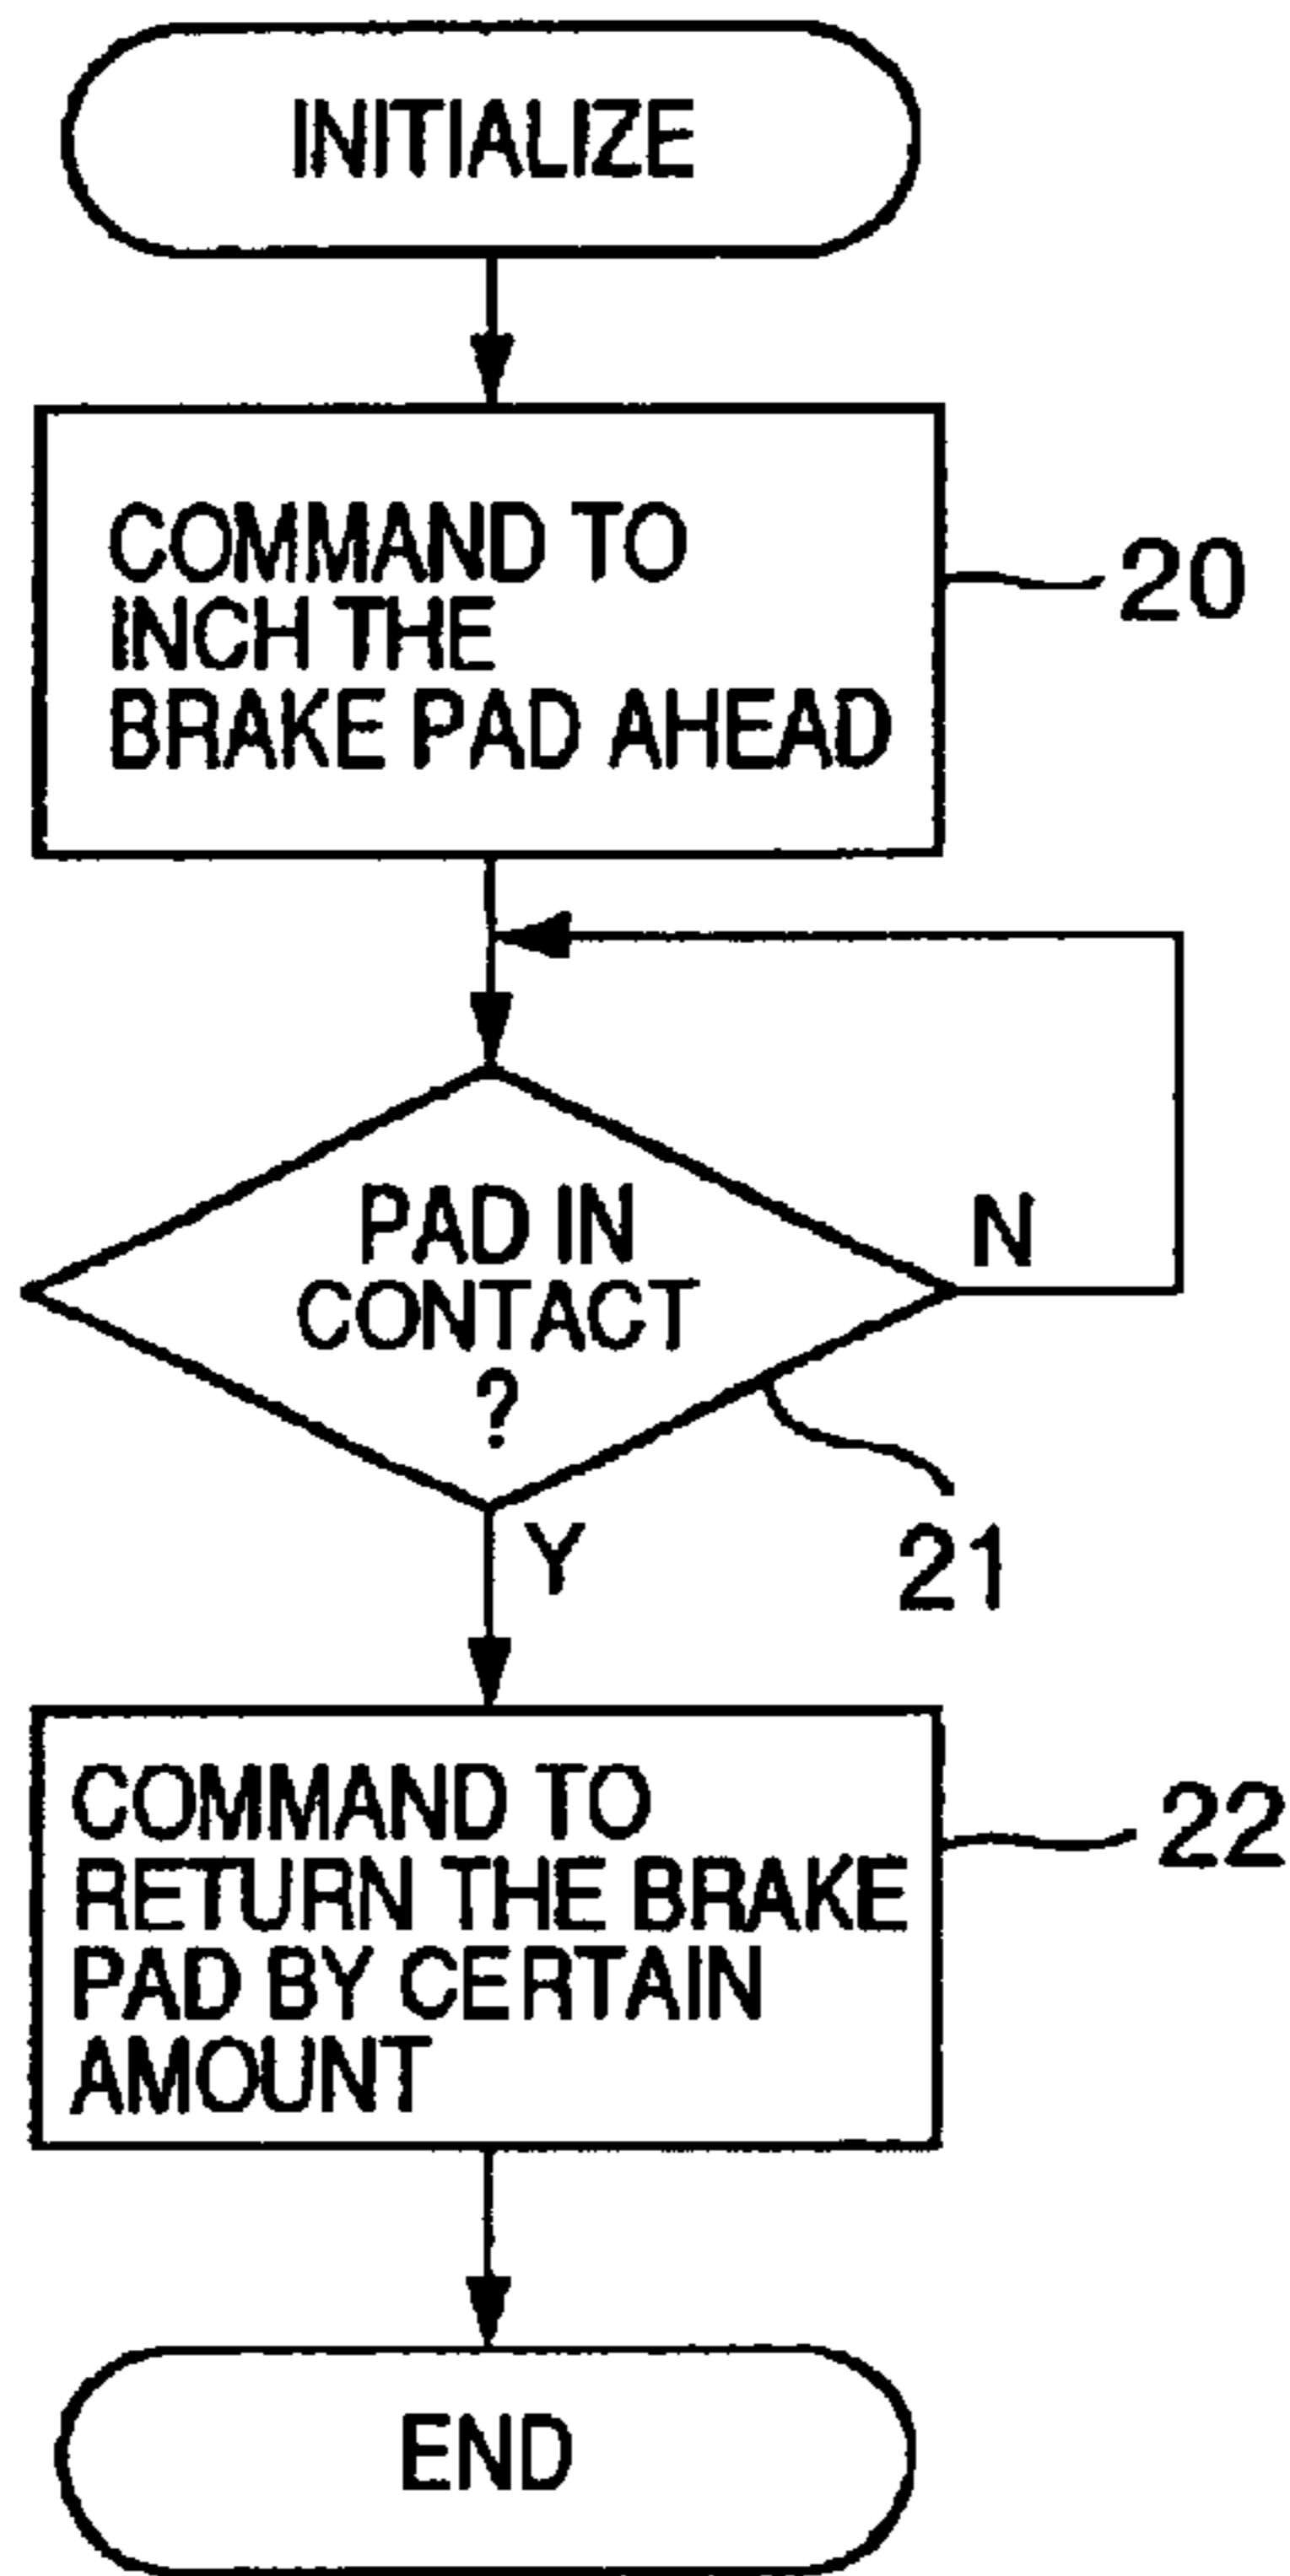 INITIALIZE
COMMAND TO
INCH THE
BRAKE PAD AHEAD
20
PAD IN
CONTACT
?
N
21
Y
COMMAND TO
RETURN THE BRAKE
PAD BY CERTAIN
AMOUNT
22
END